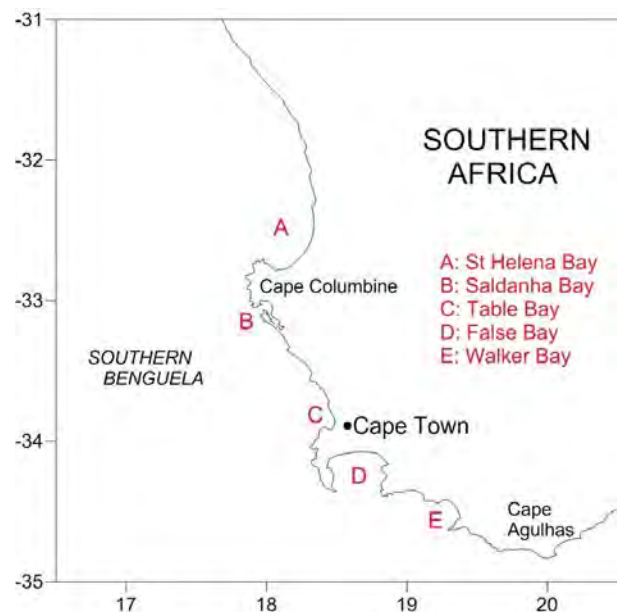 -31
-32
-33
-34
-35
17
18
19
20
SOUTHERN
AFRICA
A
Cape Columbine
B
SOUTHERN
BENGUELA
A: St Helena Bay
B: Saldanha Bay
C: Table Bay
D: False Bay
E: Walker Bay
C
Cape Town
D
E
Cape
Agulhas